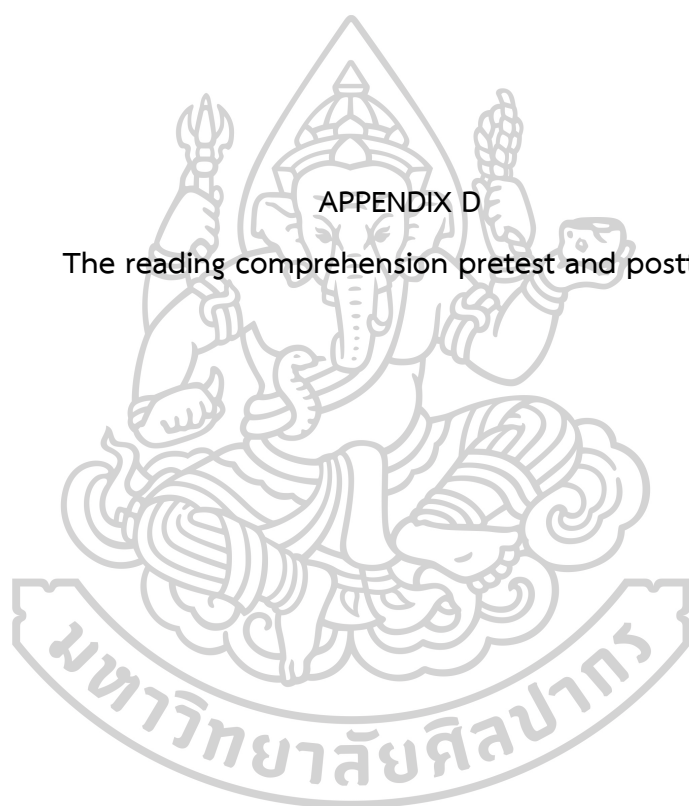 APPENDIX D
The reading comprehension pretest and
มหาวิทยาลัยศิลปากร